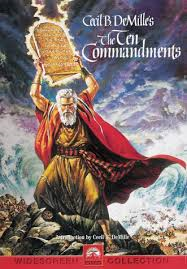 Cecil B. DeMille's
The Ten
Commandments
Introduction by Cecil B. DeMille
WIDESCREEN
COLLECTION